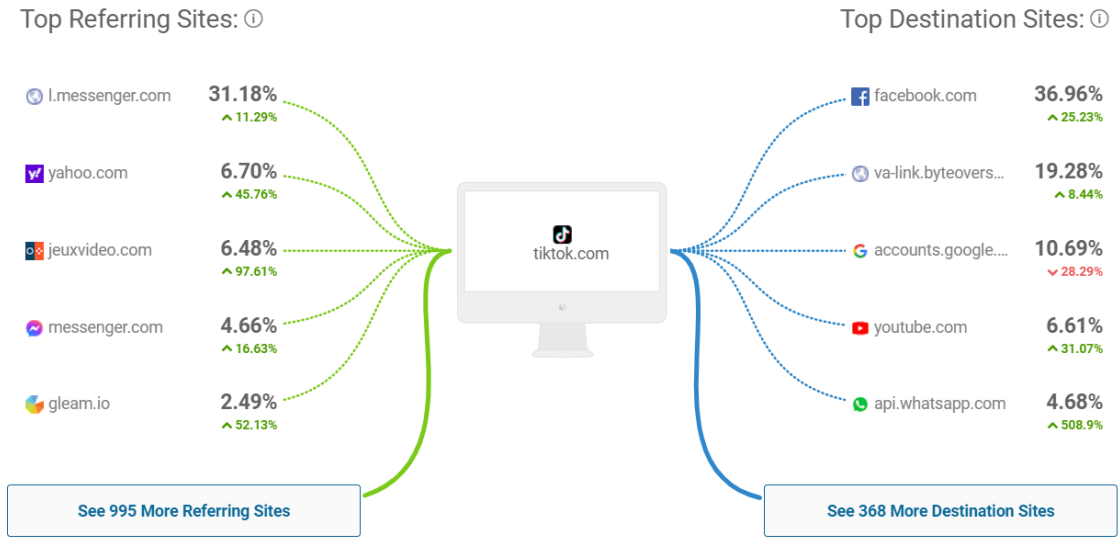 Top Referring Sites:
l.messenger.com 31.18%
11.29%
yahoo.com 6.70%
45.76%
jeuxvideo.com 6.48%
97.61%
messenger.com 4.66%
16.63%
gleam.io 2.49%
52.13%
See 995 More Referring Sites
tiktok.com
Top Destination Sites:
facebook.com 36.96%
25.23%
va-link.byteovers... 19.28%
8.44%
accounts.google.... 10.69%
28.29%
youtube.com 6.61%
31.07%
api.whatsapp.com 4.68%
508.9%
See 368 More Destination Sites